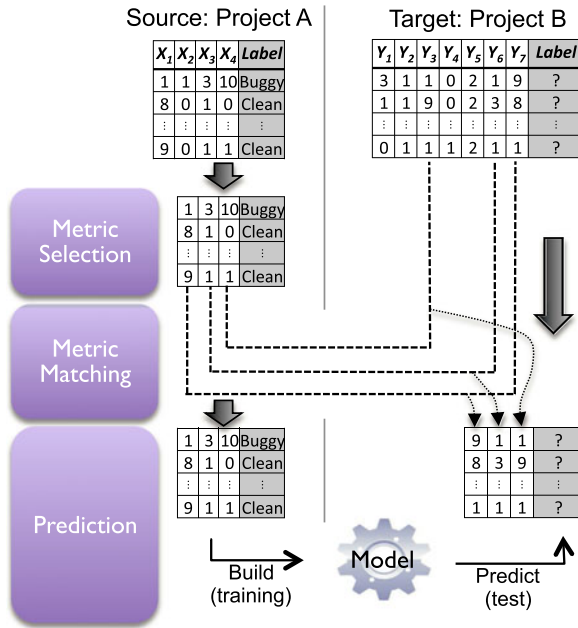 Source: Project A
Target: Project B
X1 X2 X3 X4 Label
1 1 3 10 Buggy
8 0 1 0 Clean
⋮ ⋮ ⋮ ⋮ ⋮
9 0 1 1 Clean
Y1 Y2 Y3 Y4 Y5 Y6 Y7 Label
3 1 1 0 2 1 9 ?
1 1 9 0 2 3 8 ?
⋮ ⋮ ⋮ ⋮ ⋮ ⋮ ⋮ ⋮
0 1 1 1 2 1 1 ?
Metric
Selection
1 3 10 Buggy
8 1 0 Clean
⋮ ⋮ ⋮ ⋮
9 1 1 Clean
Metric
Matching
Prediction
1 3 10 Buggy
8 1 0 Clean
⋮ ⋮ ⋮ ⋮
9 1 1 Clean
9 1 1 ?
8 3 9 ?
⋮ ⋮ ⋮ ⋮
1 1 1 ?
Build
(training)
Model
Predict
(test)